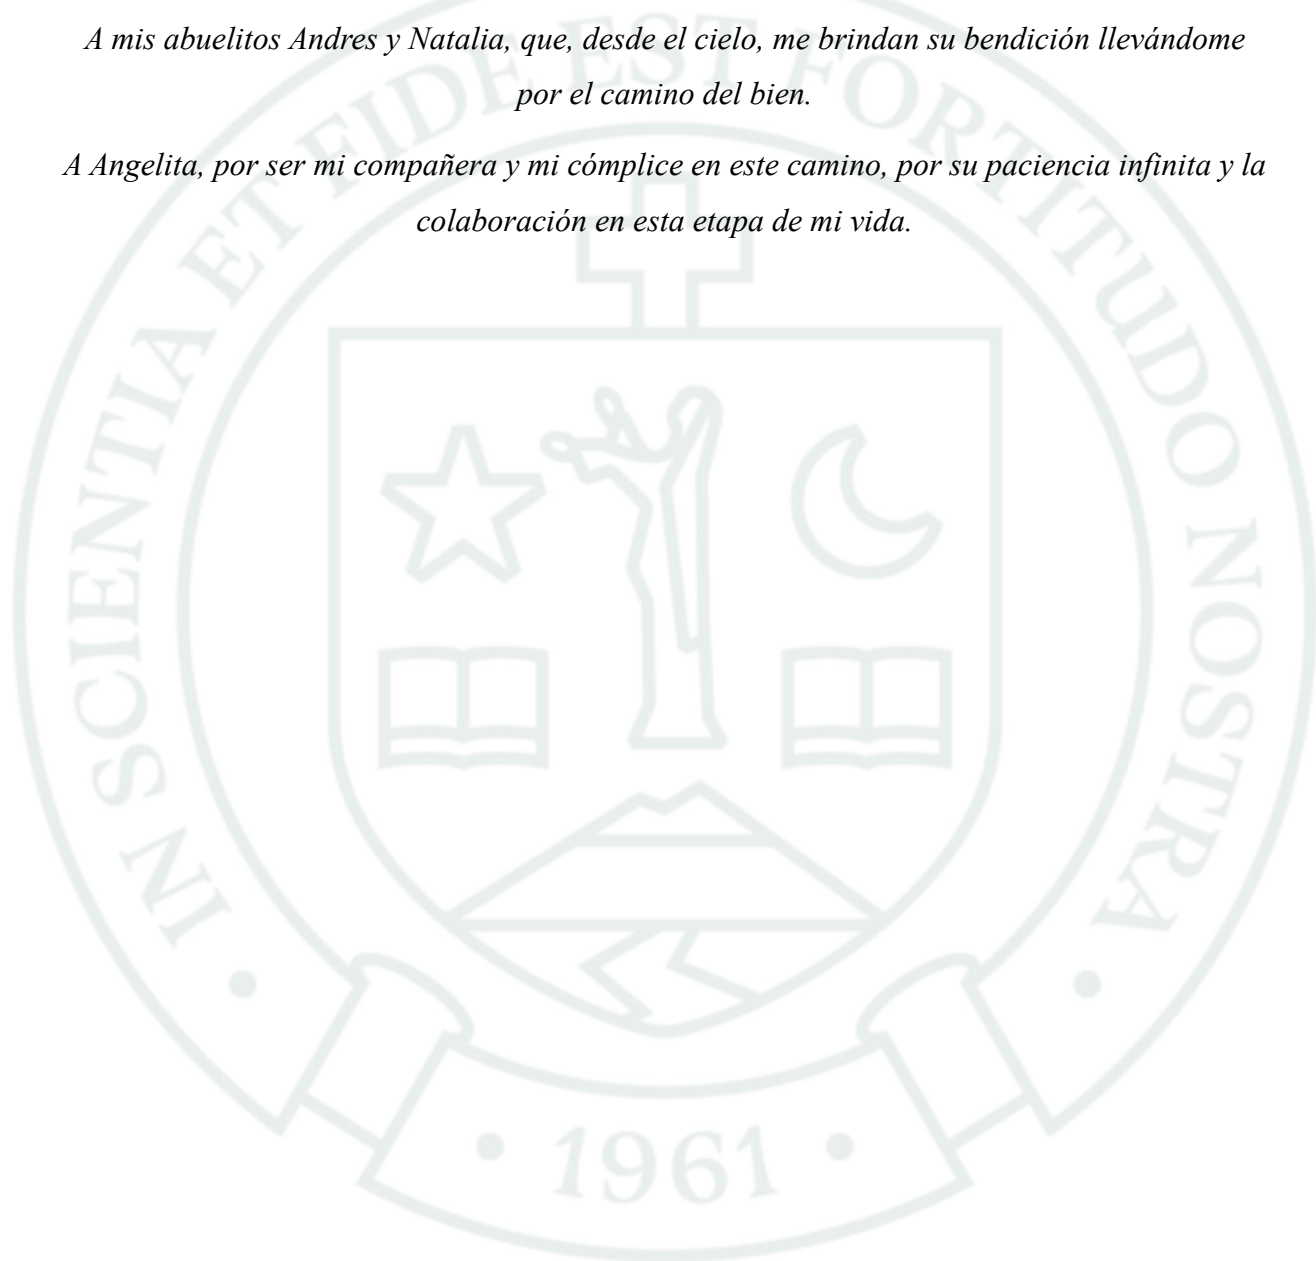 A mis abuelitos Andres y Natalia, que, desde el cielo, me brindan su bendición llevándome
por el camino del bien.
A Angelita, por ser mi compañera y mi cómplice en este camino, por su paciencia infinita y la
colaboración en esta etapa de mi vida.
IN SCIENTIA ET FIDE EST FORTITUDO NOSTRA
• 1961 •